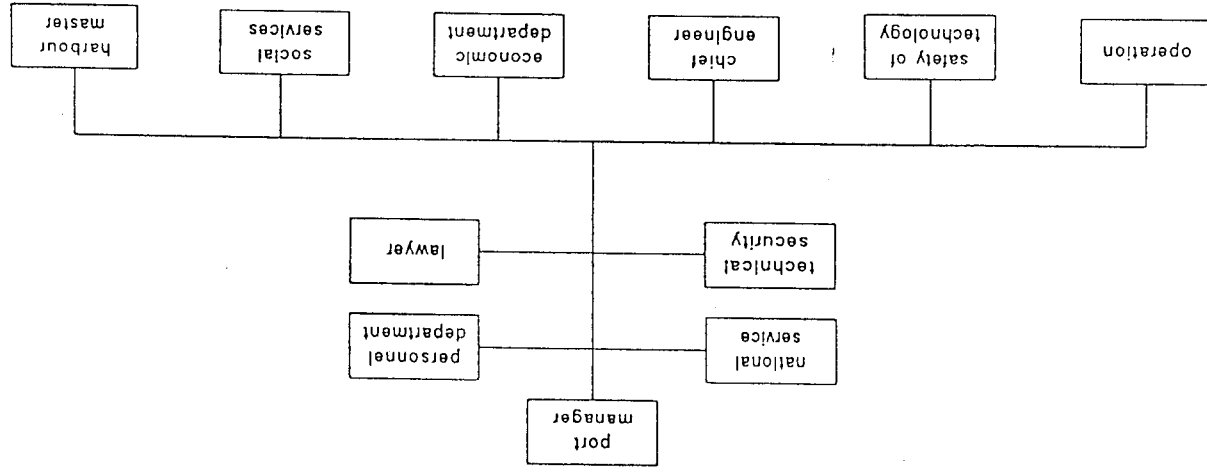 port
manager
national
service
personnel
department
technical
security
lawyer
operation
safety of
technology
chief
engineer
economic
department
social
services
harbour
master